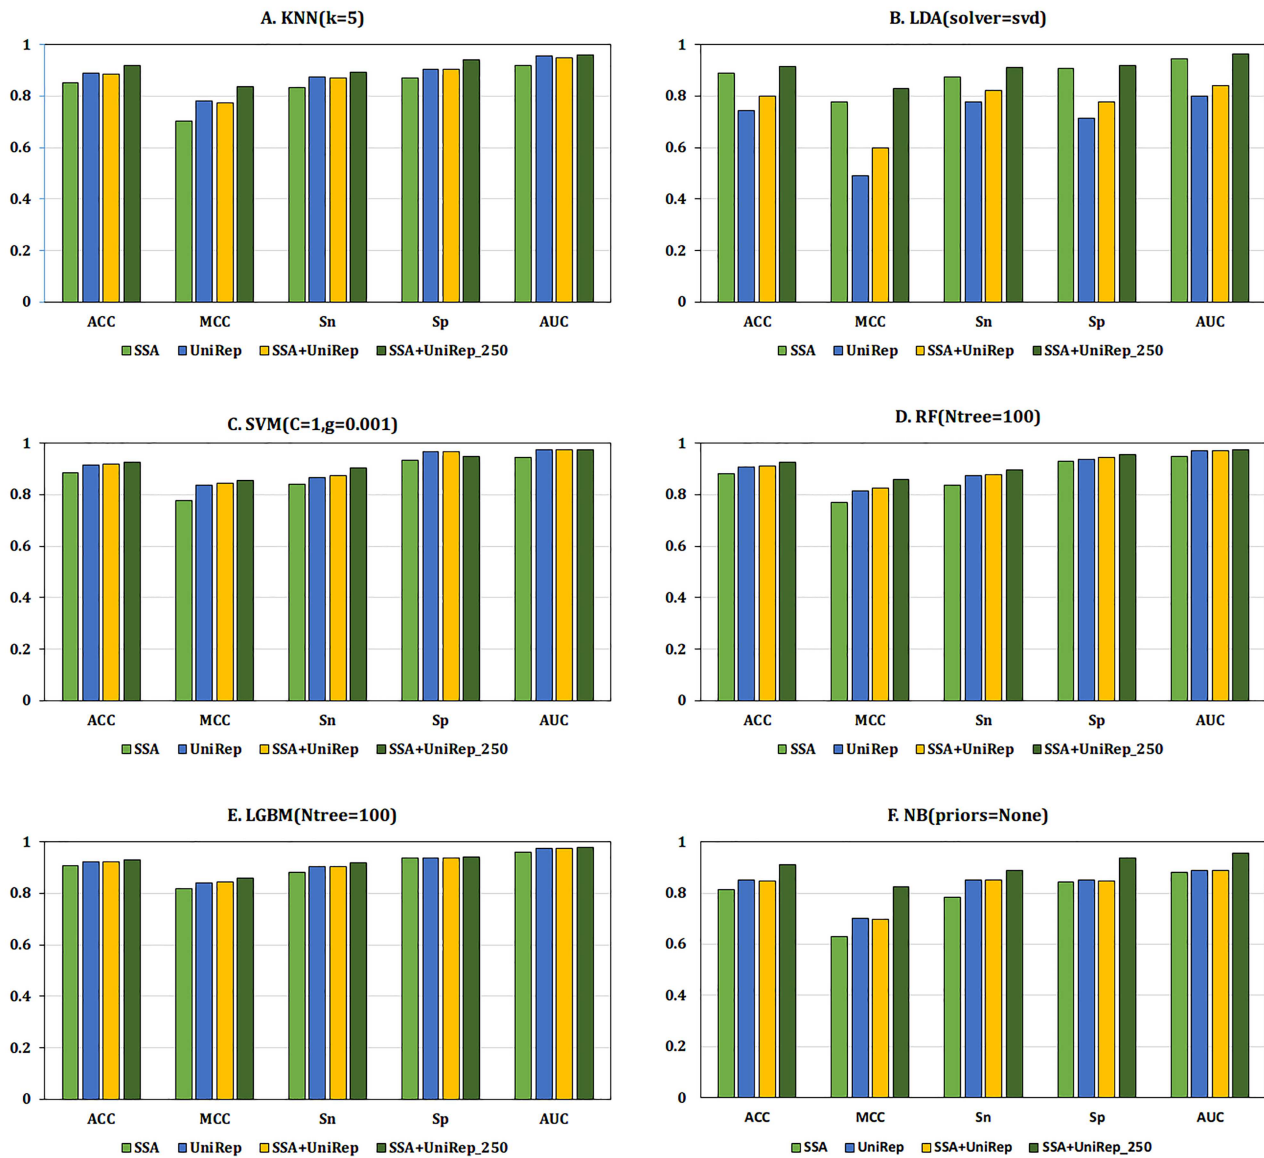 A. KNN(k=5)
1
0.8
0.6
0.4
0.2
0
ACC MCC Sn Sp AUC
SSA UniRep SSA+UniRep SSA+UniRep_250
B. LDA(solver=svd)
1
0.8
0.6
0.4
0.2
0
ACC MCC Sn Sp AUC
SSA UniRep SSA+UniRep SSA+UniRep_250
C. SVM(C=1,g=0.001)
1
0.8
0.6
0.4
0.2
0
ACC MCC Sn Sp AUC
SSA UniRep SSA+UniRep SSA+UniRep_250
D. RF(Ntree=100)
1
0.8
0.6
0.4
0.2
0
ACC MCC Sn Sp AUC
SSA UniRep SSA+UniRep SSA+UniRep_250
E. LGBM(Ntree=100)
1
0.8
0.6
0.4
0.2
0
ACC MCC Sn Sp AUC
SSA UniRep SSA+UniRep SSA+UniRep_250
F. NB(priors=None)
1
0.8
0.6
0.4
0.2
0
ACC MCC Sn Sp AUC
SSA UniRep SSA+UniRep SSA+UniRep_250